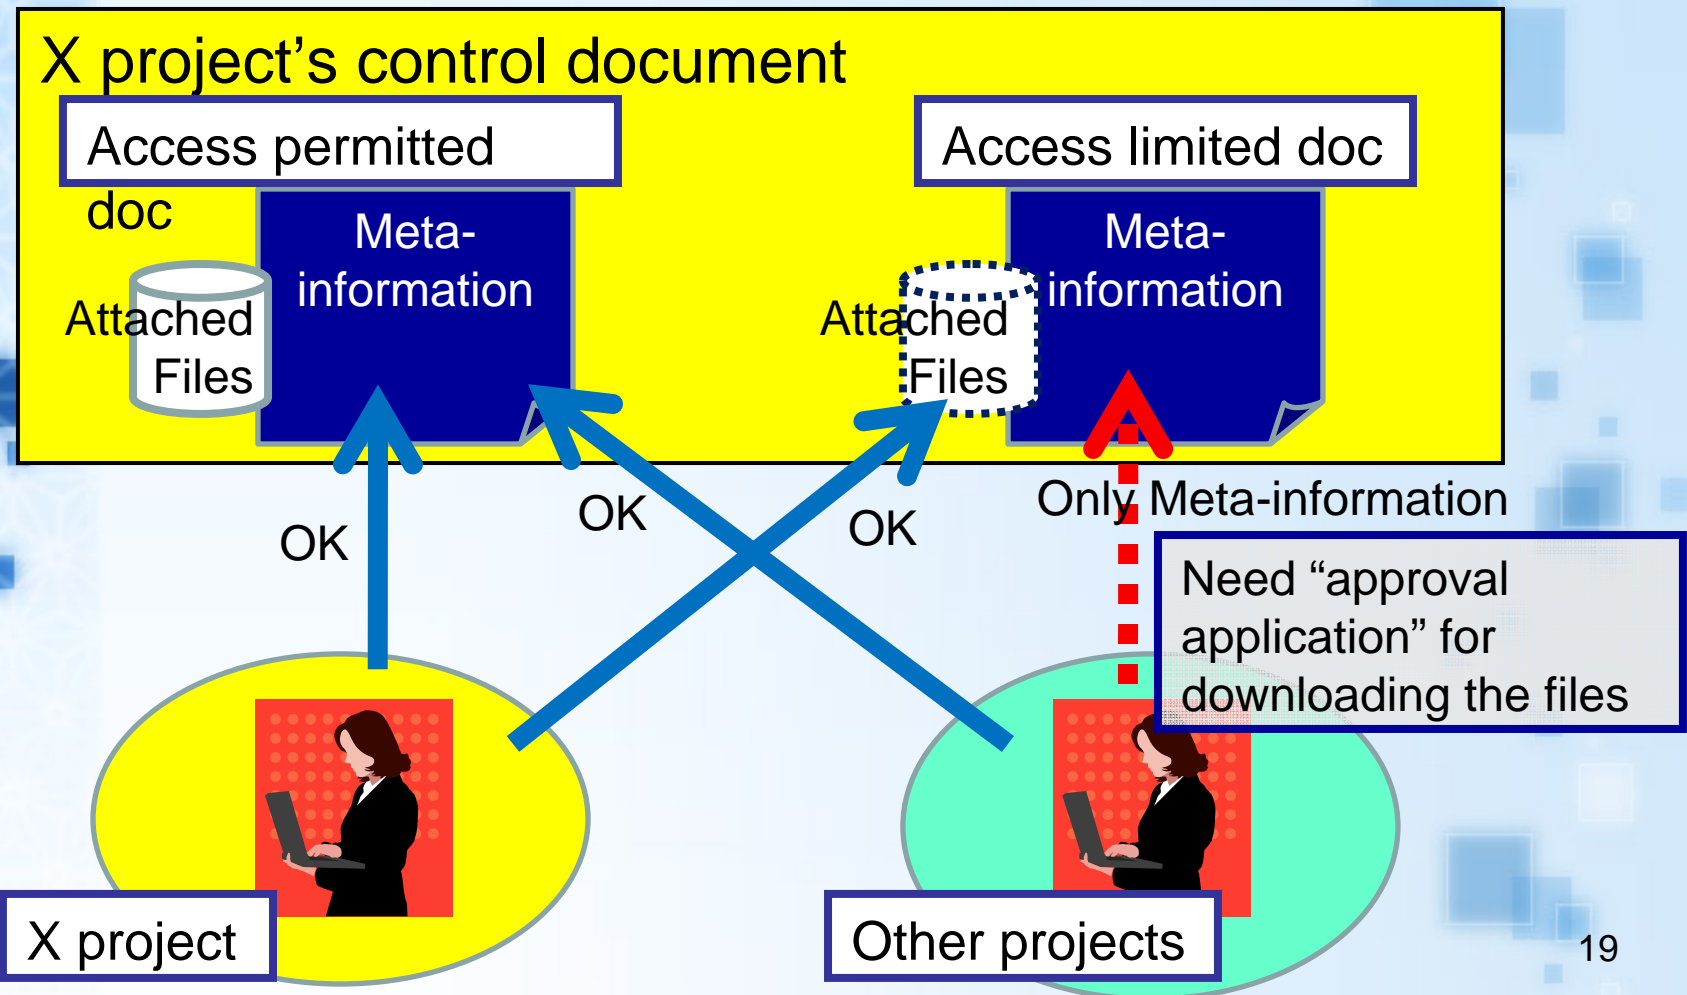 X project’s control document
Access permitted
doc
Meta-
information
Attached
Files
Access limited doc
Meta-
information
Attached
Files
OK
OK
OK
Only Meta-information
Need “approval
application” for
downloading the files
X project
Other projects
19